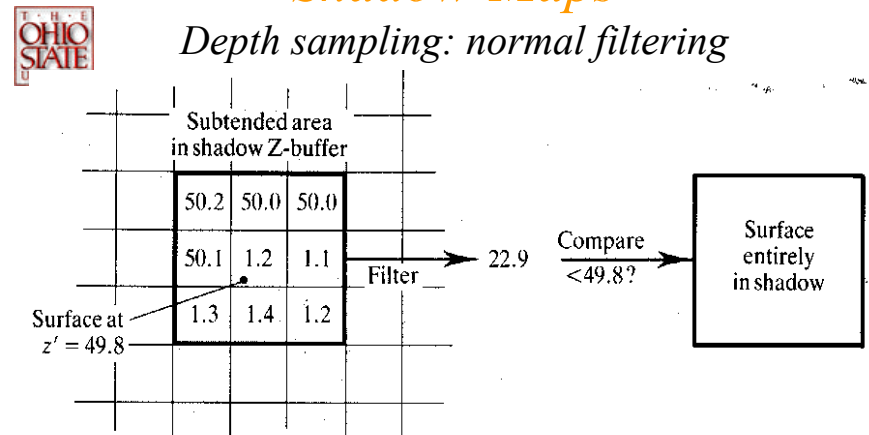 Shadow Maps
T · H · E
OHIO
STATE
U
Depth sampling: normal filtering
Subtended area
in shadow Z-buffer
50.2 50.0 50.0
50.1 1.2 1.1
1.3 1.4 1.2
Surface at
z' = 49.8
Filter
22.9
Compare
<49.8?
Surface
entirely
in shadow